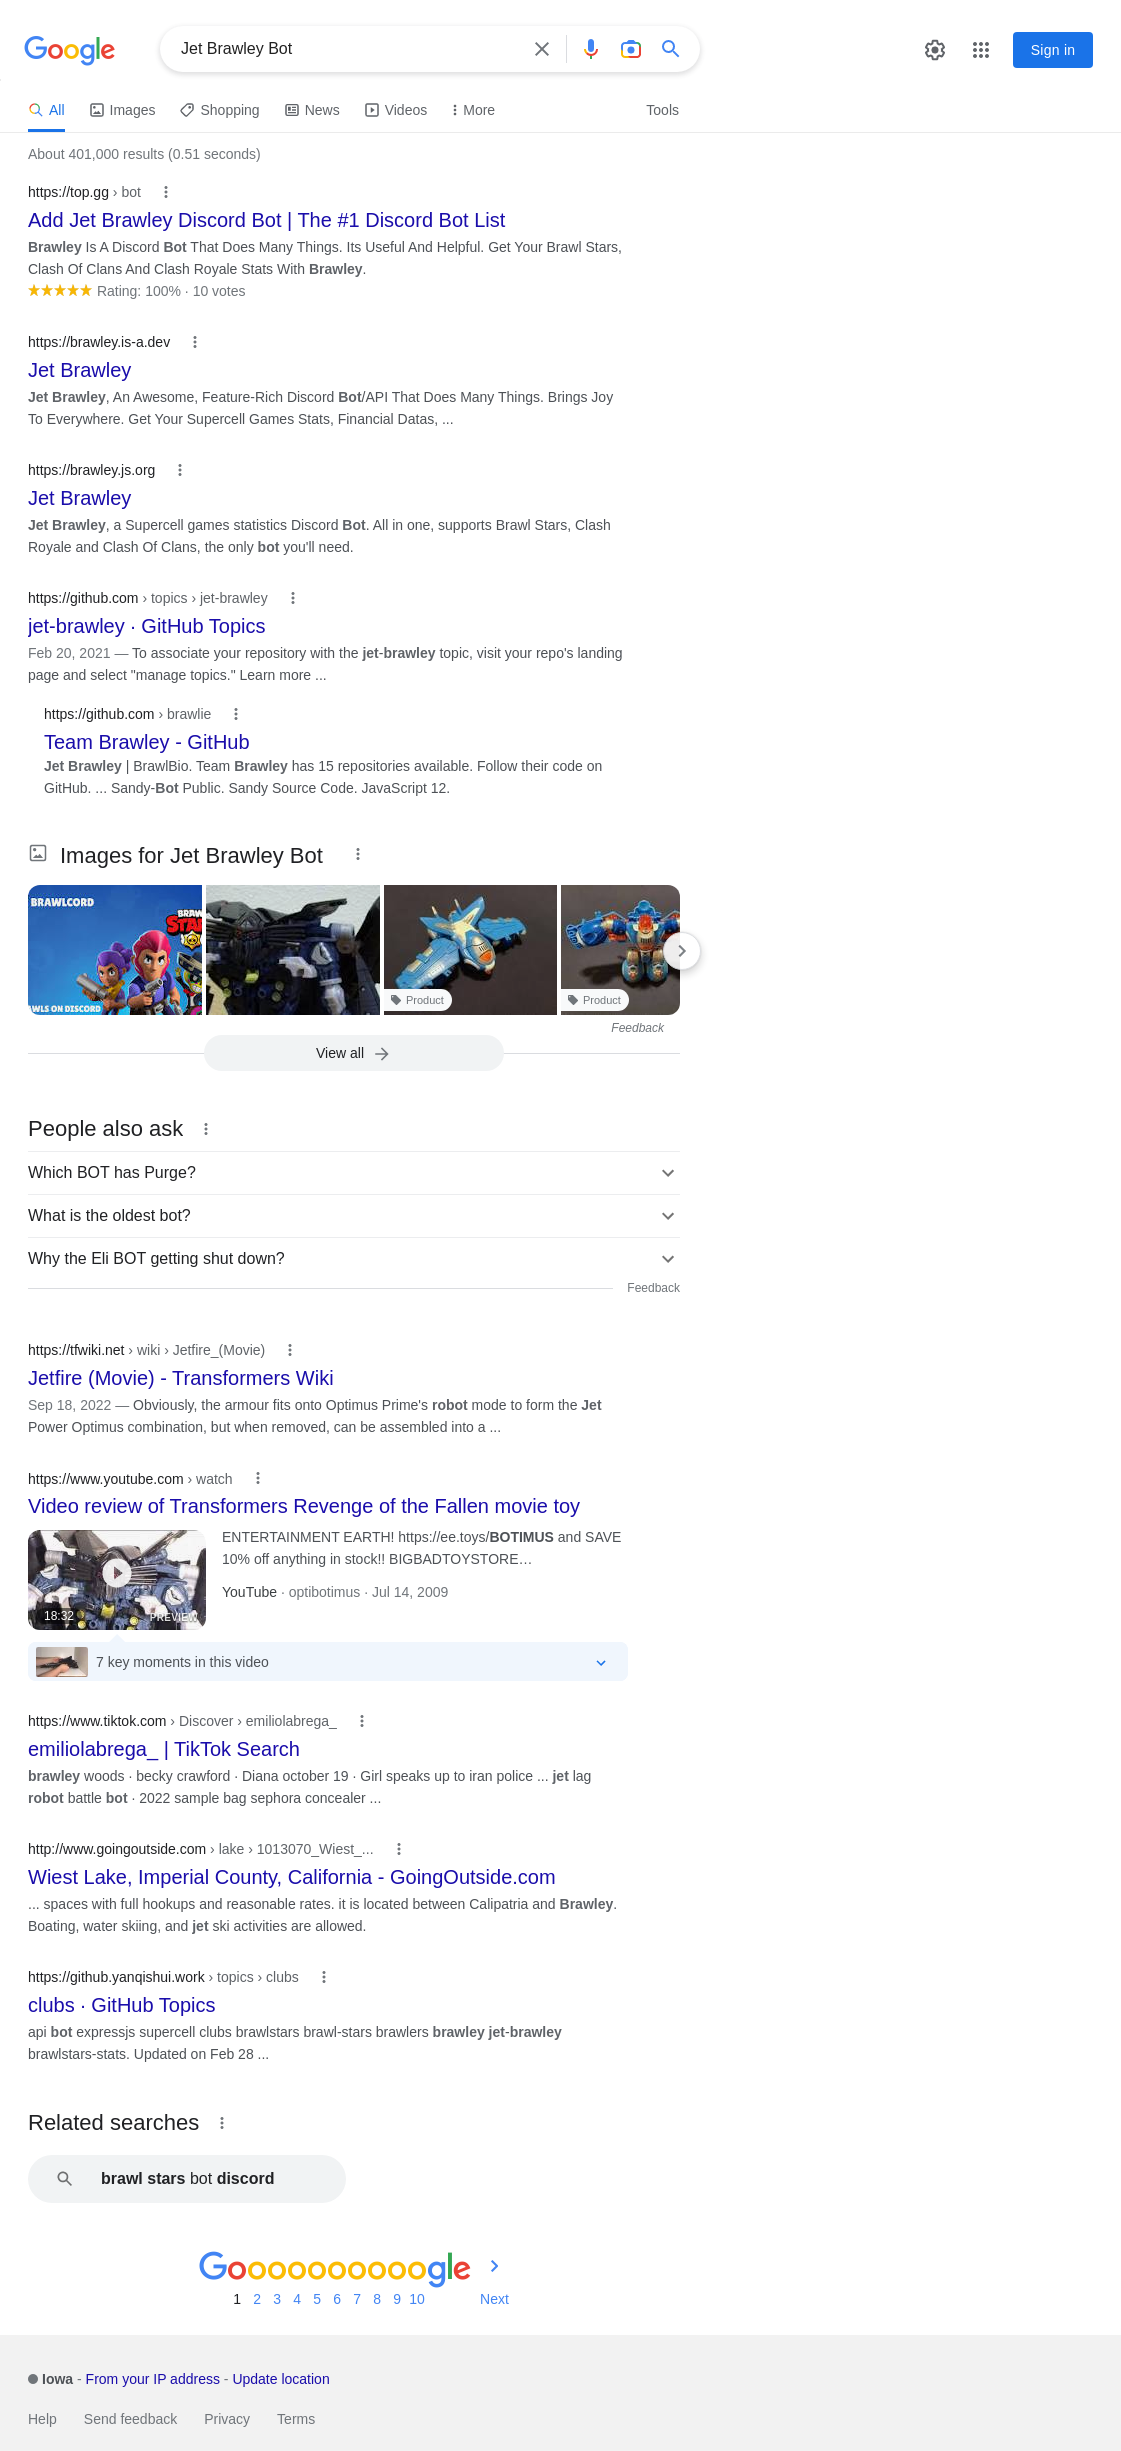 Google
Jet Brawley Bot
Sign in
All Images Shopping News Videos More Tools
About 401,000 results (0.51 seconds)
https://top.gg › bot
Add Jet Brawley Discord Bot | The #1 Discord Bot List
Brawley Is A Discord Bot That Does Many Things. Its Useful And Helpful. Get Your Brawl Stars,
Clash Of Clans And Clash Royale Stats With Brawley.
Rating: 100% · 10 votes
https://brawley.is-a.dev
Jet Brawley
Jet Brawley, An Awesome, Feature-Rich Discord Bot/API That Does Many Things. Brings Joy
To Everywhere. Get Your Supercell Games Stats, Financial Datas, ...
https://brawley.js.org
Jet Brawley
Jet Brawley, a Supercell games statistics Discord Bot. All in one, supports Brawl Stars, Clash
Royale and Clash Of Clans, the only bot you'll need.
https://github.com › topics › jet-brawley
jet-brawley · GitHub Topics
Feb 20, 2021 — To associate your repository with the jet-brawley topic, visit your repo's landing
page and select "manage topics." Learn more ...
https://github.com › brawlie
Team Brawley - GitHub
Jet Brawley | BrawlBio. Team Brawley has 15 repositories available. Follow their code on
GitHub. ... Sandy-Bot Public. Sandy Source Code. JavaScript 12.
Images for Jet Brawley Bot
BRAWLCORD
BRAW
STA
AWLS ON DISCORD
Product
Product
Feedback
View all
People also ask
Which BOT has Purge?
What is the oldest bot?
Why the Eli BOT getting shut down?
Feedback
https://tfwiki.net › wiki › Jetfire_(Movie)
Jetfire (Movie) - Transformers Wiki
Sep 18, 2022 — Obviously, the armour fits onto Optimus Prime's robot mode to form the Jet
Power Optimus combination, but when removed, can be assembled into a ...
https://www.youtube.com › watch
Video review of Transformers Revenge of the Fallen movie toy
ENTERTAINMENT EARTH! https://ee.toys/BOTIMUS and SAVE
10% off anything in stock!! BIGBADTOYSTORE…
YouTube · optibotimus · Jul 14, 2009
18:32
PREVIEW
7 key moments in this video
https://www.tiktok.com › Discover › emiliolabrega_
emiliolabrega_ | TikTok Search
brawley woods · becky crawford · Diana october 19 · Girl speaks up to iran police ... jet lag
robot battle bot · 2022 sample bag sephora concealer ...
http://www.goingoutside.com › lake › 1013070_Wiest_...
Wiest Lake, Imperial County, California - GoingOutside.com
... spaces with full hookups and reasonable rates. it is located between Calipatria and Brawley.
Boating, water skiing, and jet ski activities are allowed.
https://github.yanqishui.work › topics › clubs
clubs · GitHub Topics
api bot expressjs supercell clubs brawlstars brawl-stars brawlers brawley jet-brawley
brawlstars-stats. Updated on Feb 28 ...
Related searches
brawl stars bot discord
Goooooooooogle
1 2 3 4 5 6 7 8 9 10 Next
Iowa - From your IP address - Update location
Help Send feedback Privacy Terms